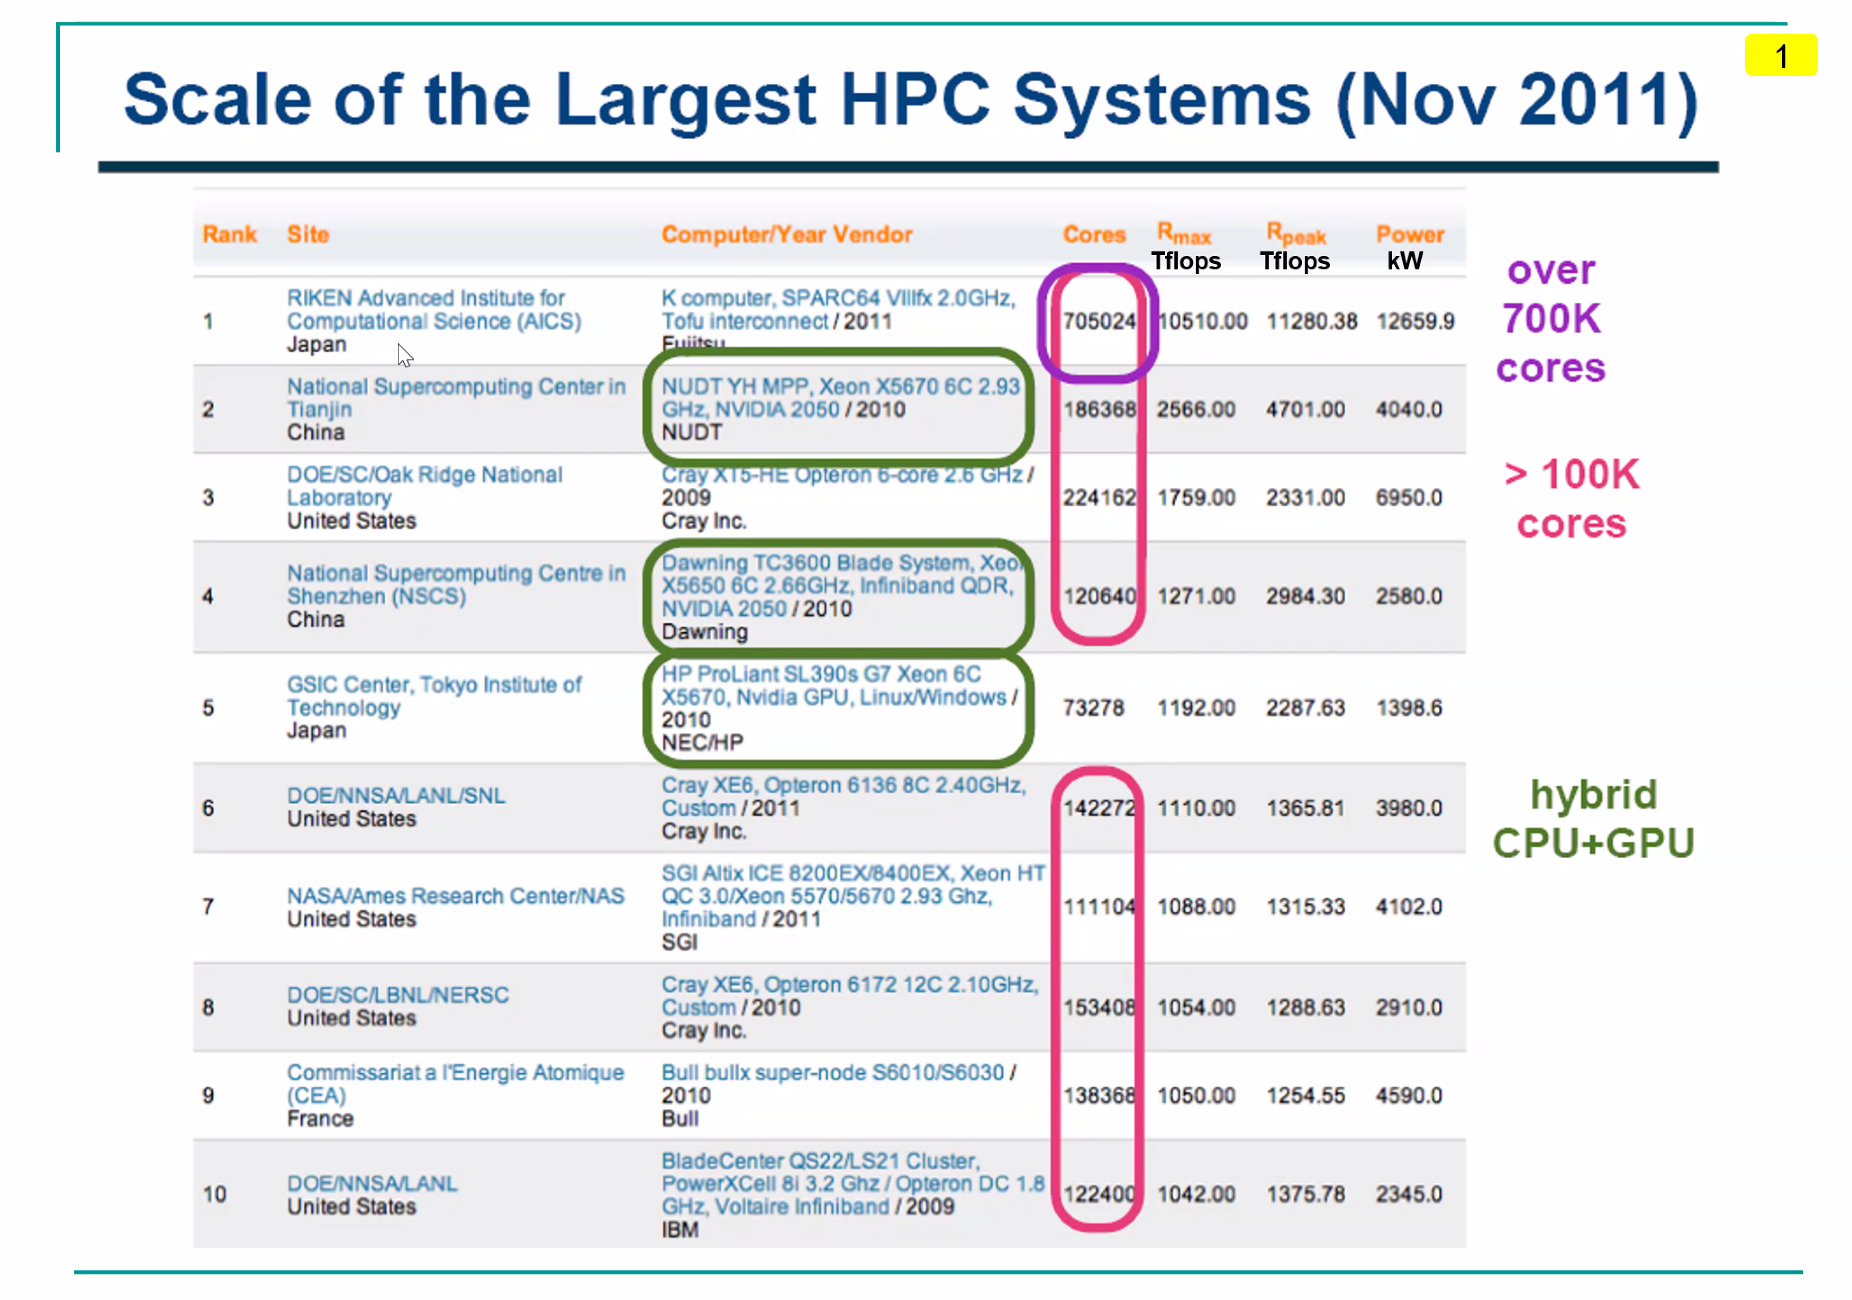 1
Scale of the Largest HPC Systems (Nov 2011)
Rank Site Computer/Year Vendor Cores Rmax Rpeak Power
Tflops Tflops kW
1
RIKEN Advanced Institute for
Computational Science (AICS)
Japan
K computer, SPARC64 VIIIfx 2.0GHz,
Tofu interconnect / 2011
Fujitsu
705024 10510.00 11280.38 12659.9
2
National Supercomputing Center in
Tianjin
China
NUDT YH MPP, Xeon X5670 6C 2.93
GHz, NVIDIA 2050 / 2010
NUDT
186368 2566.00 4701.00 4040.0
3
DOE/SC/Oak Ridge National
Laboratory
United States
Cray XT5-HE Opteron 6-core 2.6 GHz /
2009
Cray Inc.
224162 1759.00 2331.00 6950.0
4
National Supercomputing Centre in
Shenzhen (NSCS)
China
Dawning TC3600 Blade System, Xeon
X5650 6C 2.66GHz, Infiniband QDR,
NVIDIA 2050 / 2010
Dawning
120640 1271.00 2984.30 2580.0
5
GSIC Center, Tokyo Institute of
Technology
Japan
HP ProLiant SL390s G7 Xeon 6C
X5670, Nvidia GPU, Linux/Windows /
2010
NEC/HP
73278 1192.00 2287.63 1398.6
6
DOE/NNSA/LANL/SNL
United States
Cray XE6, Opteron 6136 8C 2.40GHz,
Custom / 2011
Cray Inc.
142272 1110.00 1365.81 3980.0
7
NASA/Ames Research Center/NAS
United States
SGI Altix ICE 8200EX/8400EX, Xeon HT
QC 3.0/Xeon 5570/5670 2.93 Ghz,
Infiniband / 2011
SGI
111104 1088.00 1315.33 4102.0
8
DOE/SC/LBNL/NERSC
United States
Cray XE6, Opteron 6172 12C 2.10GHz,
Custom / 2010
Cray Inc.
153408 1054.00 1288.63 2910.0
9
Commissariat a l'Energie Atomique
(CEA)
France
Bull bullx super-node S6010/S6030 /
2010
Bull
138368 1050.00 1254.55 4590.0
10
DOE/NNSA/LANL
United States
BladeCenter QS22/LS21 Cluster,
PowerXCell 8i 3.2 Ghz / Opteron DC 1.8
GHz, Voltaire Infiniband / 2009
IBM
122400 1042.00 1375.78 2345.0
over
700K
cores
> 100K
cores
hybrid
CPU+GPU